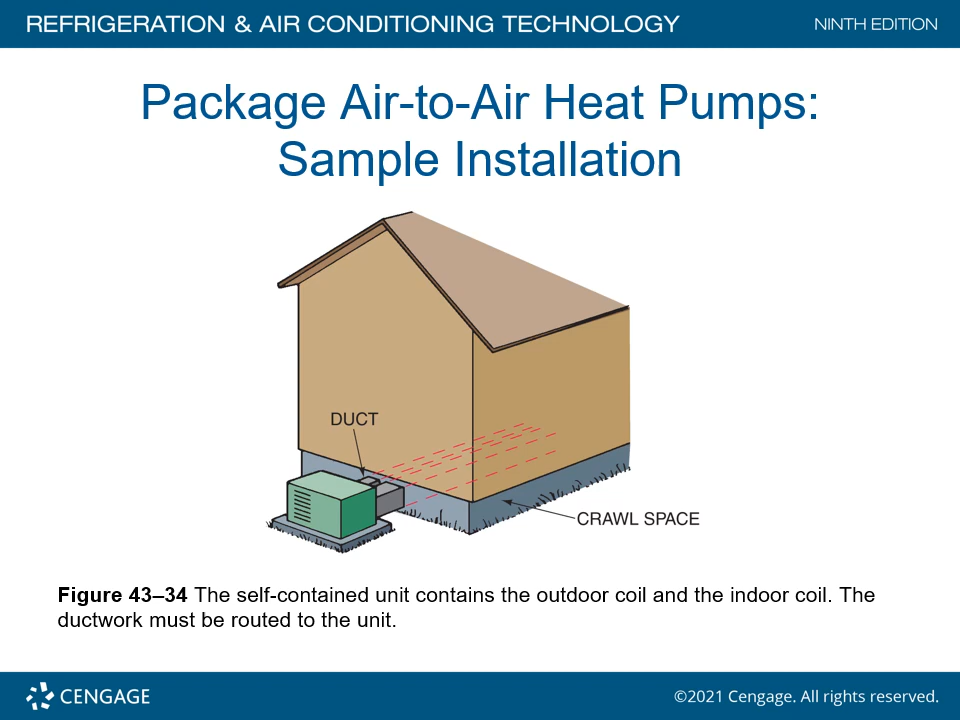 REFRIGERATION & AIR CONDITIONING TECHNOLOGY
NINTH EDITION
Package Air-to-Air Heat Pumps:
Sample Installation
DUCT
CRAWL SPACE
Figure 43–34 The self-contained unit contains the outdoor coil and the indoor coil. The
ductwork must be routed to the unit.
CENGAGE
©2021 Cengage. All rights reserved.